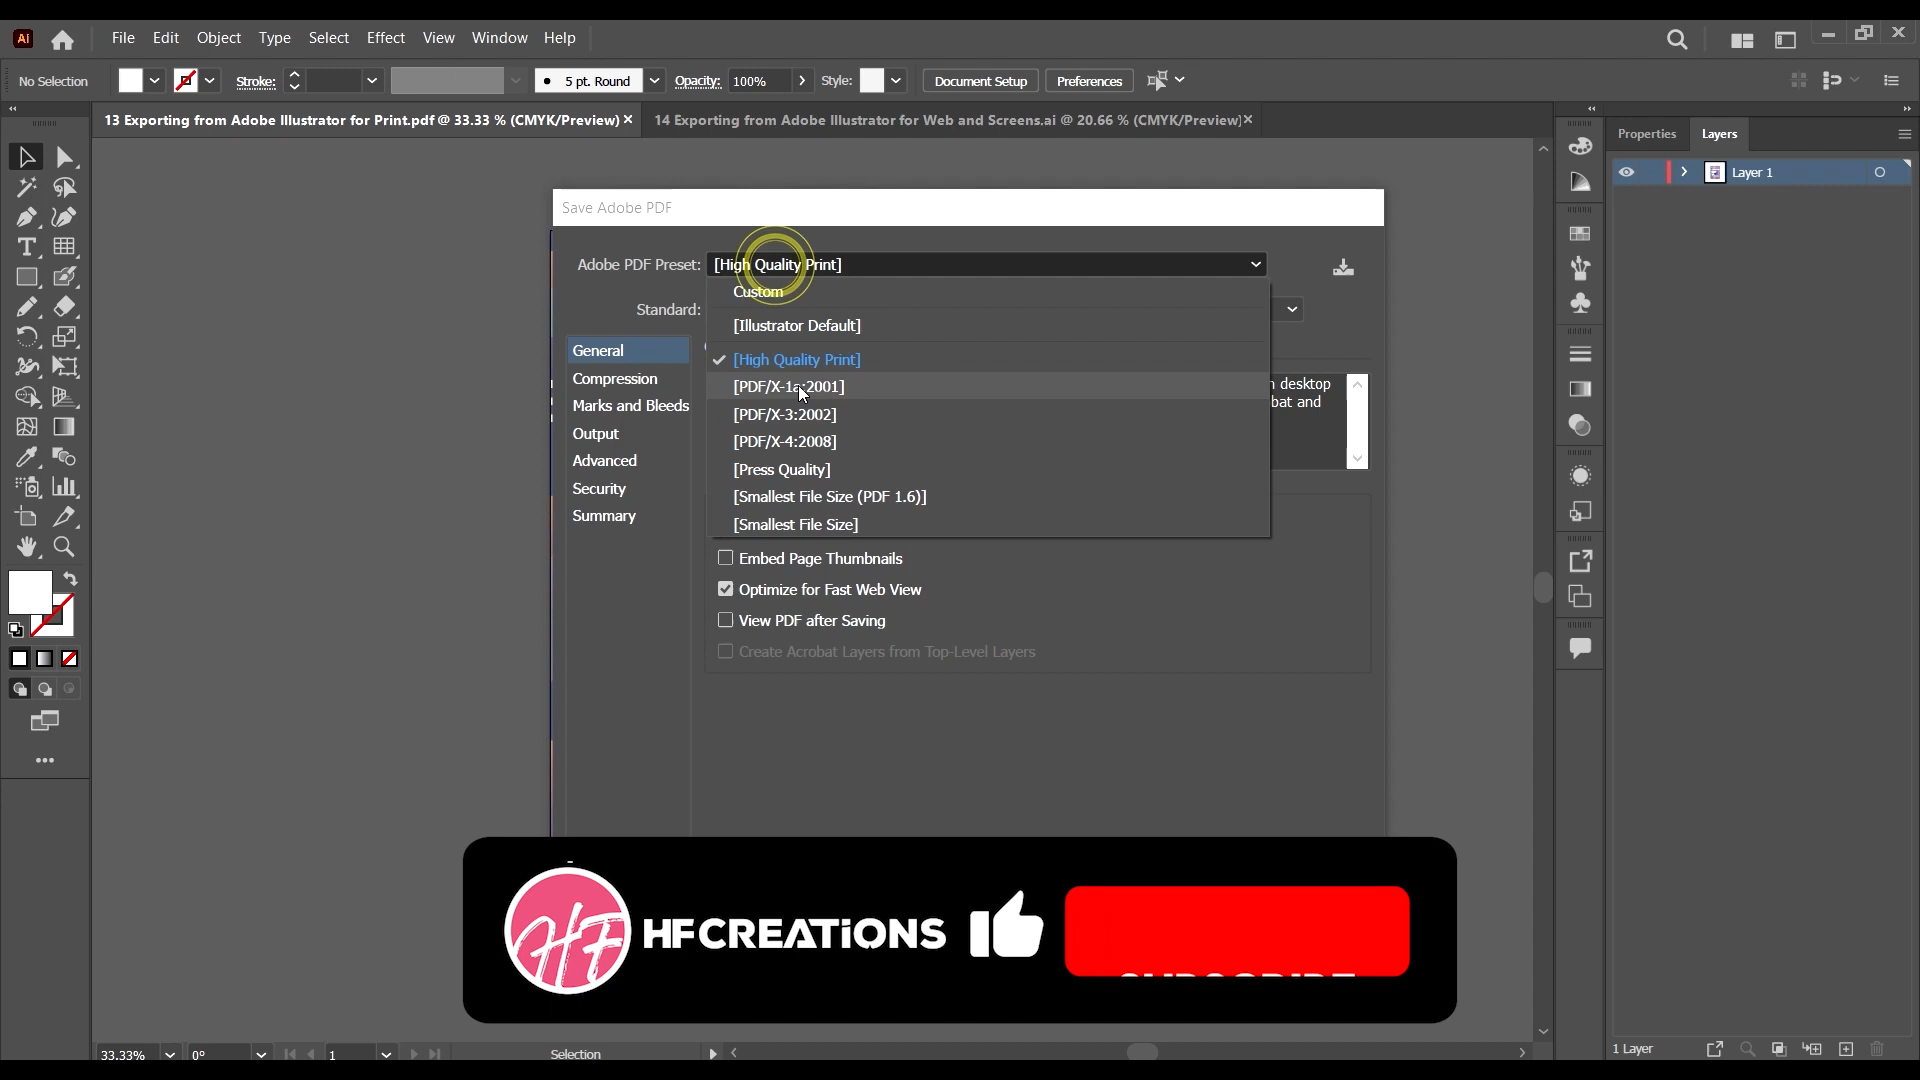 Ai
File Edit Object Type Select Effect View Window Help
No Selection
Stroke:
5 pt. Round
Opacity: 100%
Style:
Document Setup
Preferences
13 Exporting from Adobe Illustrator for Print.pdf @ 33.33 % (CMYK/Preview)
14 Exporting from Adobe Illustrator for Web and Screens.ai @ 20.66 % (CMYK/Preview)
Properties
Layers
Layer 1
Save Adobe PDF
Adobe PDF Preset: [High Quality Print]
Custom
Standard:
[Illustrator Default]
General
[High Quality Print]
Compression
[PDF/X-1a:2001]
desktop
Marks and Bleeds
[PDF/X-3:2002]
bat and
Output
[PDF/X-4:2008]
Advanced
[Press Quality]
Security
[Smallest File Size (PDF 1.6)]
Summary
[Smallest File Size]
Embed Page Thumbnails
Optimize for Fast Web View
View PDF after Saving
Create Acrobat Layers from Top-Level Layers
HF
HFCREATiONS
33.33%
0°
1
Selection
1 Layer